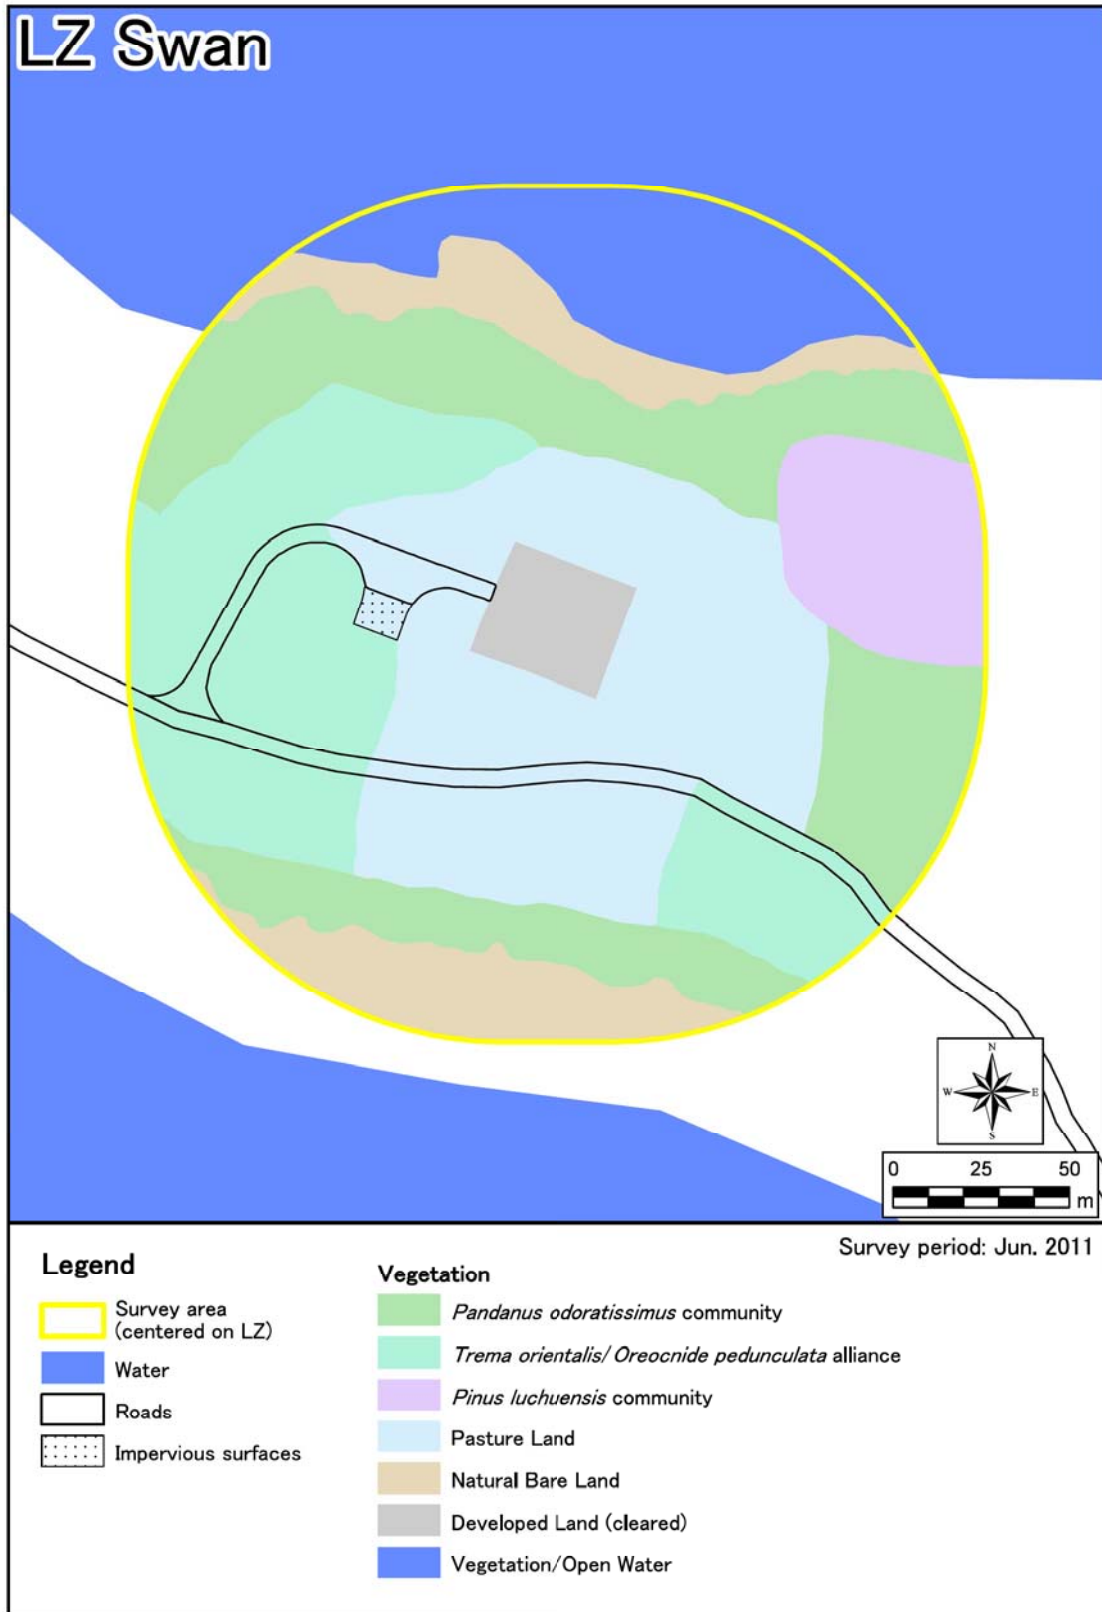 LZ Swan
N
W E
S
0 25 50
m
Survey period: Jun. 2011
Legend
Survey area
(centered on LZ)
Water
Roads
Impervious surfaces
Vegetation
Pandanus odoratissimus community
Trema orientalis/ Oreocnide pedunculata alliance
Pinus luchuensis community
Pasture Land
Natural Bare Land
Developed Land (cleared)
Vegetation/Open Water